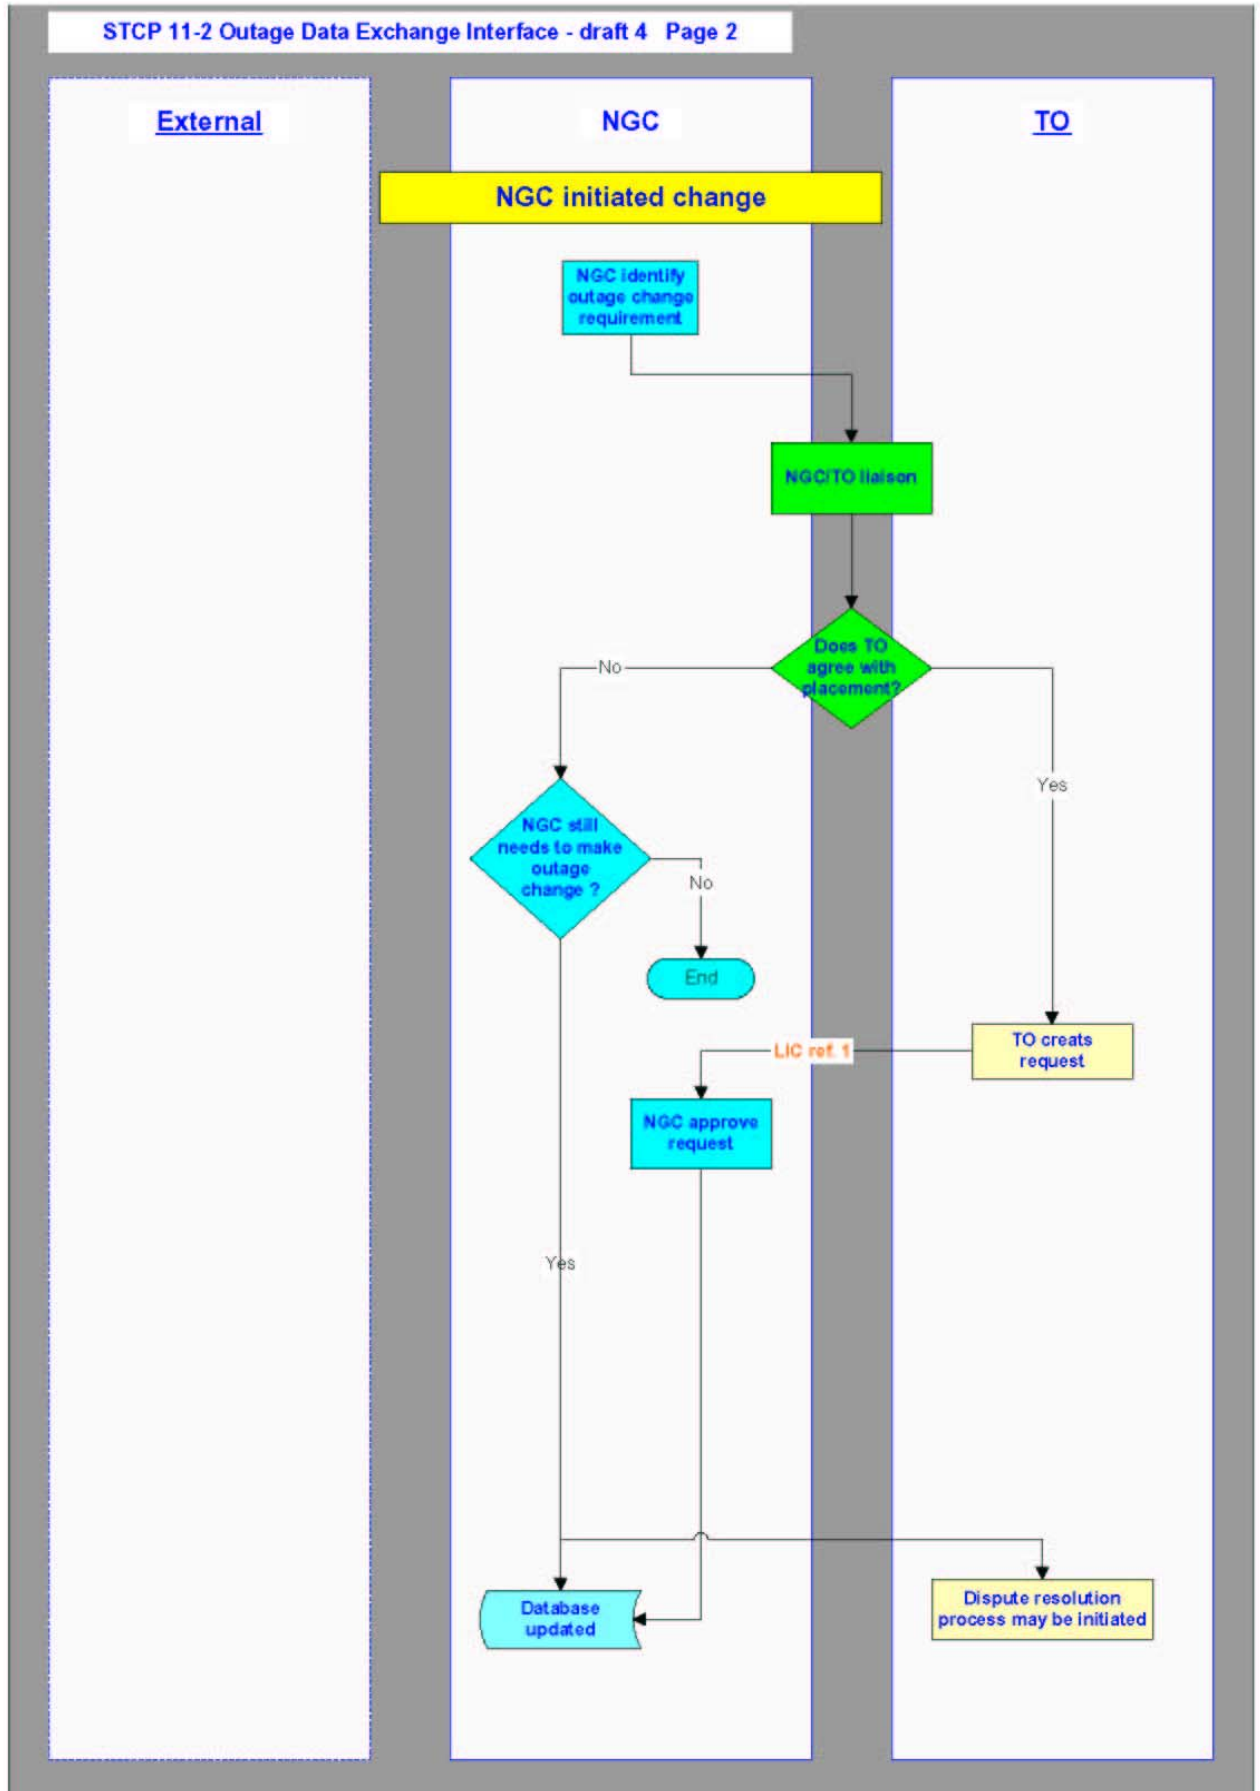 STCP 11-2 Outage Data Exchange Interface - draft 4 Page 2
External
NGC
TO
NGC initiated change
NGC identify
outage change
requirement
NGC/TO liaison
Does TO
agree with
placement?
No
Yes
NGC still
needs to make
outage
change ?
No
End
TO creats
request
LIC ref. 1
NGC approve
request
Yes
Database
updated
Dispute resolution
process may be initiated